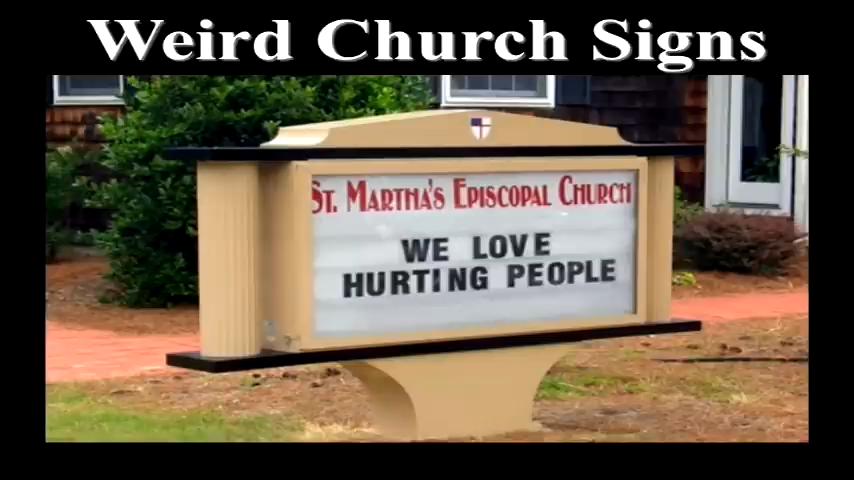 Weird Church Signs
St. Martha's Episcopal Church
WE LOVE
HURTING PEOPLE